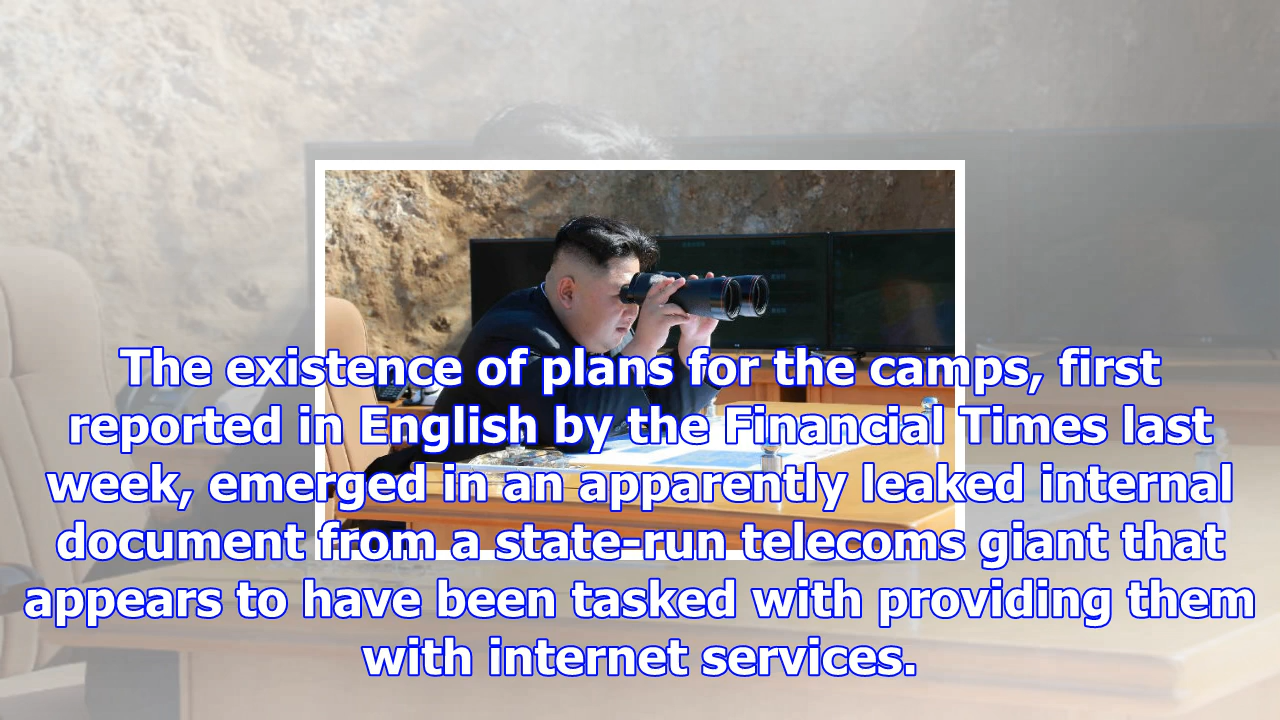 The existence of plans for the camps, first
reported in English by the Financial Times last
week, emerged in an apparently leaked internal
document from a state-run telecoms giant that
appears to have been tasked with providing them
with internet services.